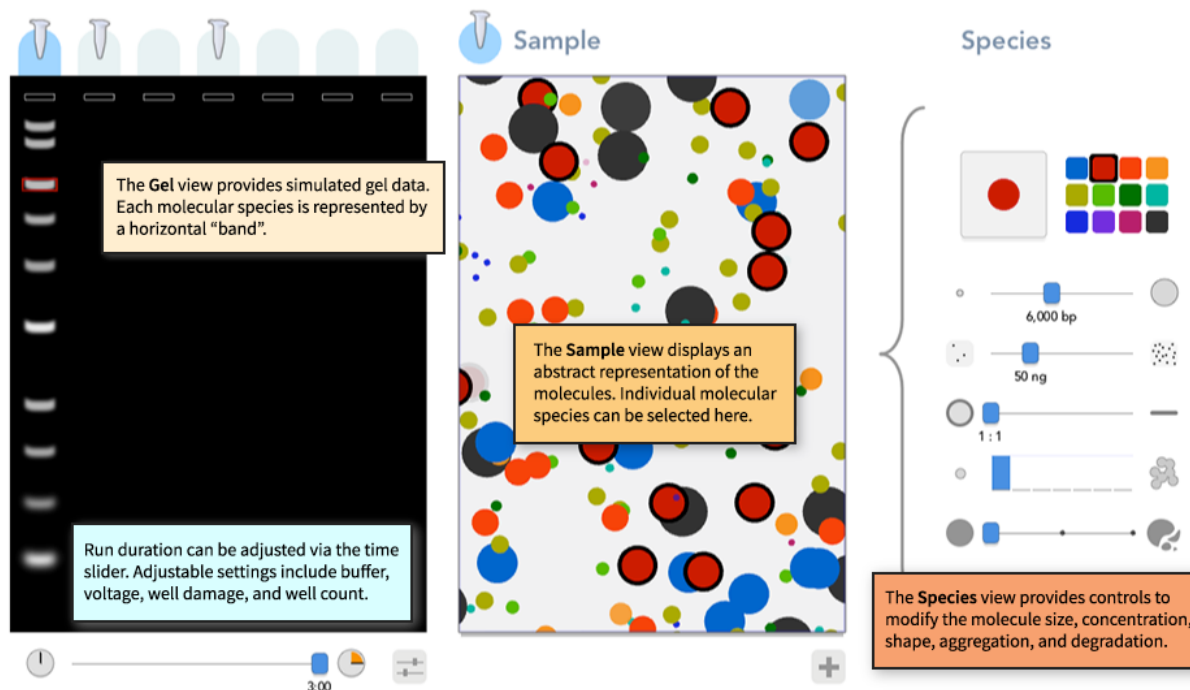 Sample
Species
The Gel view provides simulated gel data.
Each molecular species is represented by
a horizontal “band”.
6,000 bp
50 ng
1 : 1
The Sample view displays an
abstract representation of the
molecules. Individual molecular
species can be selected here.
Run duration can be adjusted via the time
slider. Adjustable settings include buffer,
voltage, well damage, and well count.
The Species view provides controls to
modify the molecule size, concentration,
shape, aggregation, and degradation.
3:00